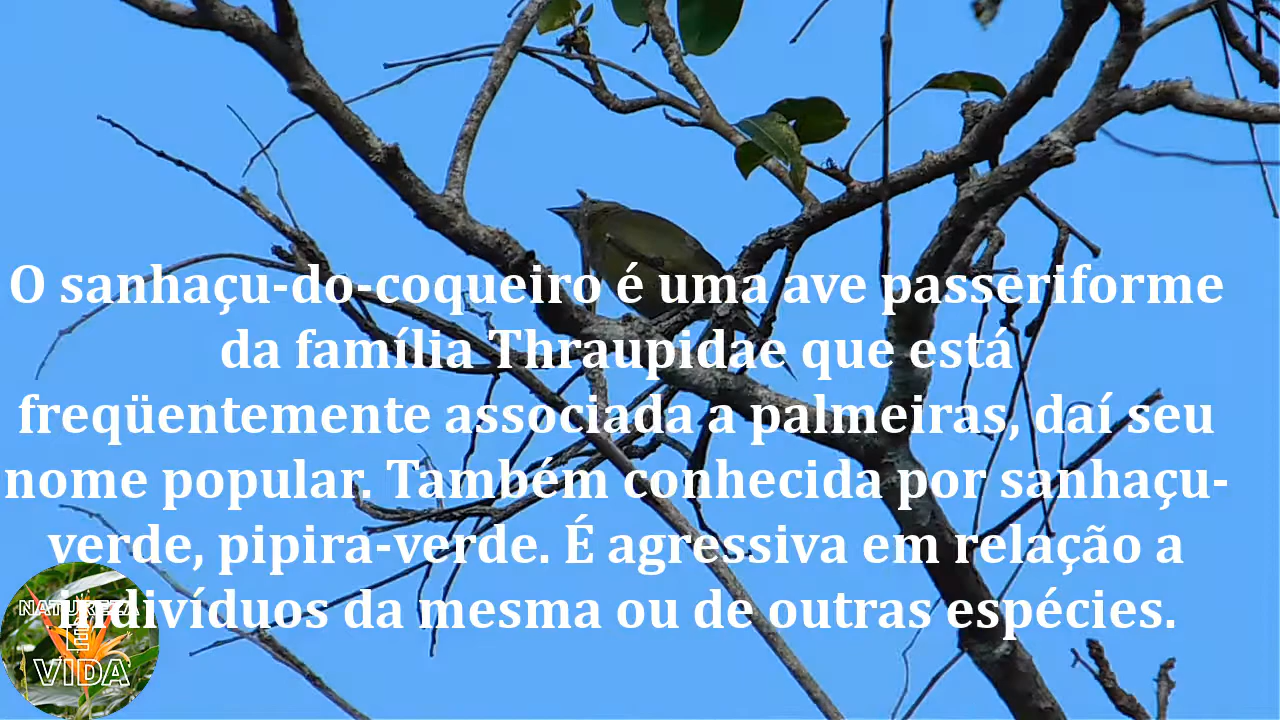 O sanhaçu-do-coqueiro é uma ave passeriforme
da família Thraupidae que está
freqüentemente associada a palmeiras, daí seu
nome popular. Também conhecida por sanhaçu-
verde, pipira-verde. É agressiva em relação a
indivíduos da mesma ou de outras espécies.
NATUREZA
E
VIDA